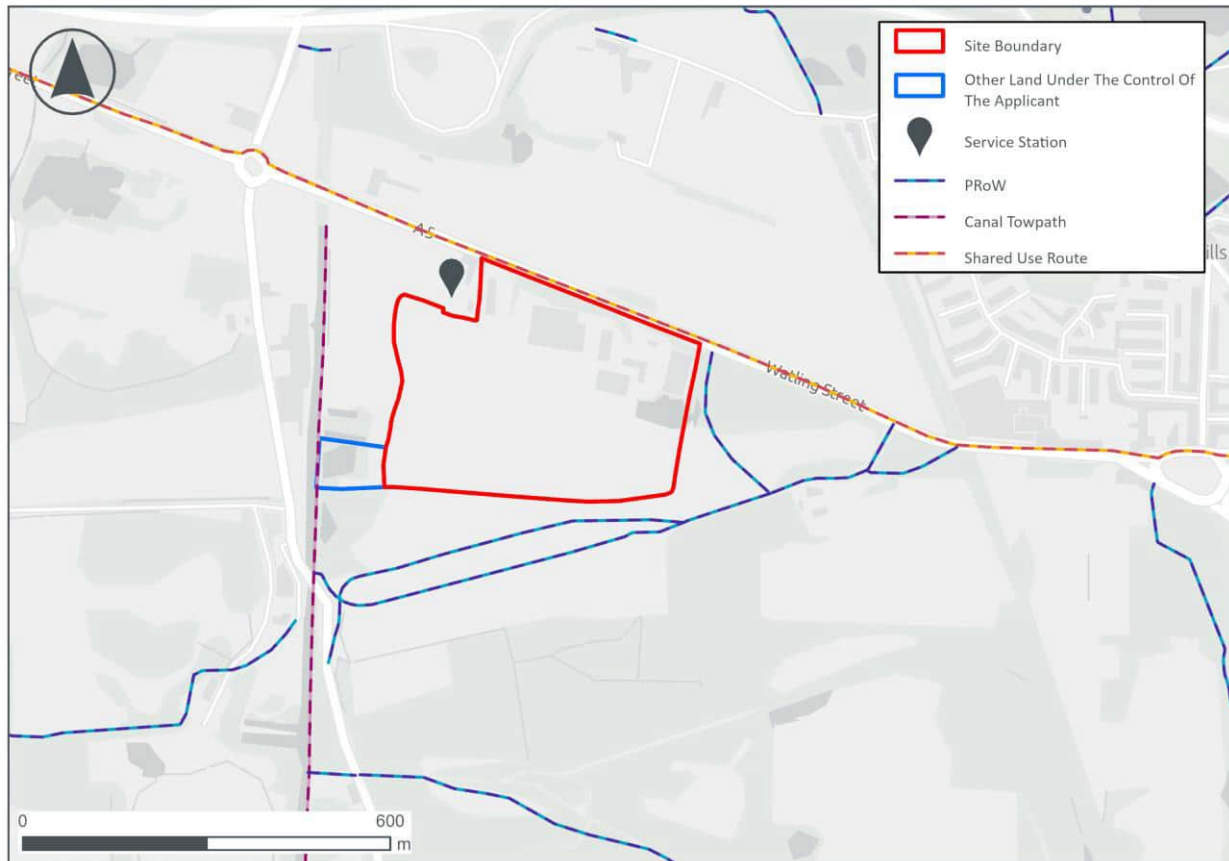 Site Boundary
Other Land Under The Control Of
The Applicant
Service Station
PRoW
Canal Towpath
Shared Use Route
A5
Watling Street
0
600
m